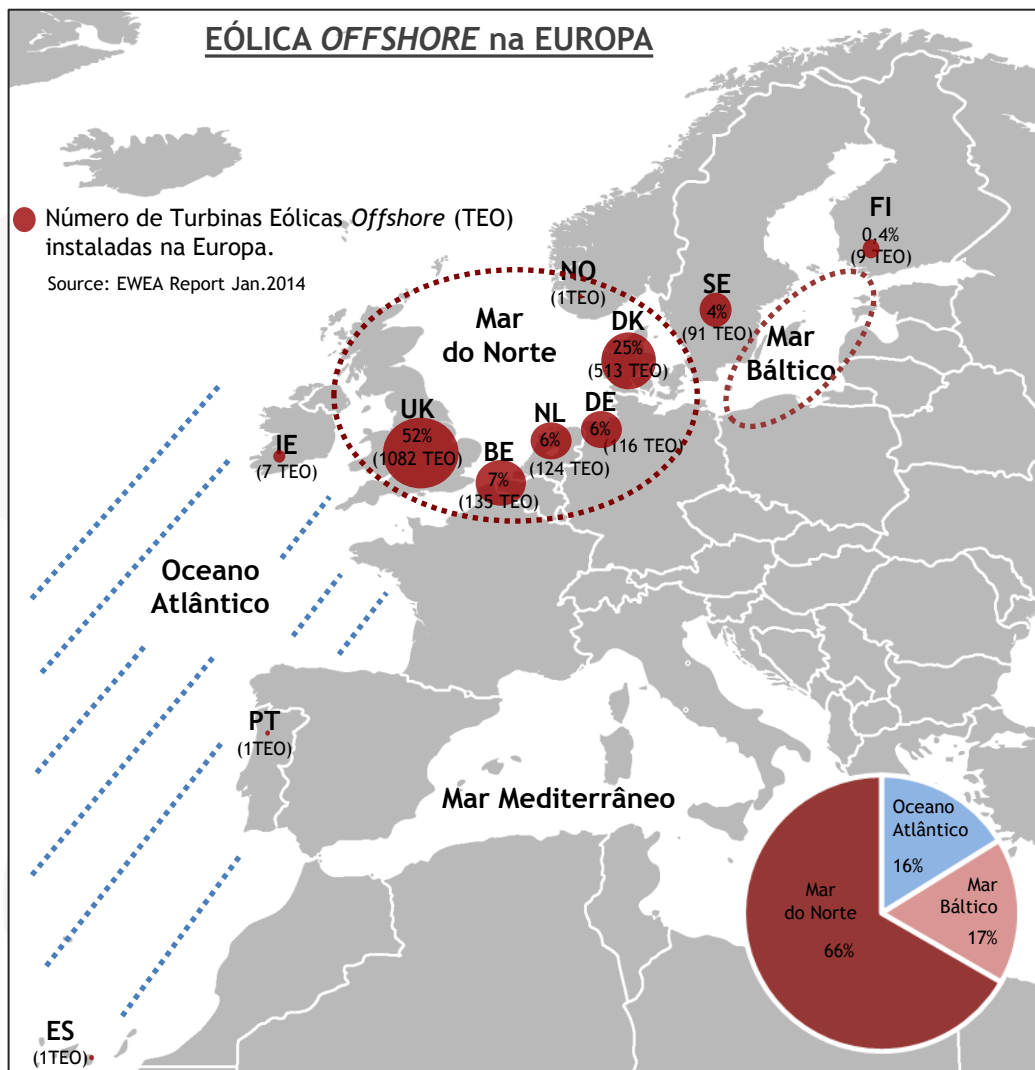 EÓLICA OFFSHORE na EUROPA
Número de Turbinas Eólicas Offshore (TEO)
instaladas na Europa.
Source: EWEA Report Jan.2014
FI
0,4%
(9 TEO)
NO
(1TEO)
SE
4%
(91 TEO)
Mar
do Norte
DK
25%
(513 TEO)
Mar
Báltico
UK
52%
(1082 TEO)
IE
(7 TEO)
BE
7%
(135 TEO)
NL
6%
(124 TEO)
DE
6%
(116 TEO)
Oceano
Atlântico
PT
(1TEO)
Mar Mediterrâneo
ES
(1TEO)
Oceano
Atlântico
16%
Mar
Báltico
17%
Mar
do Norte
66%